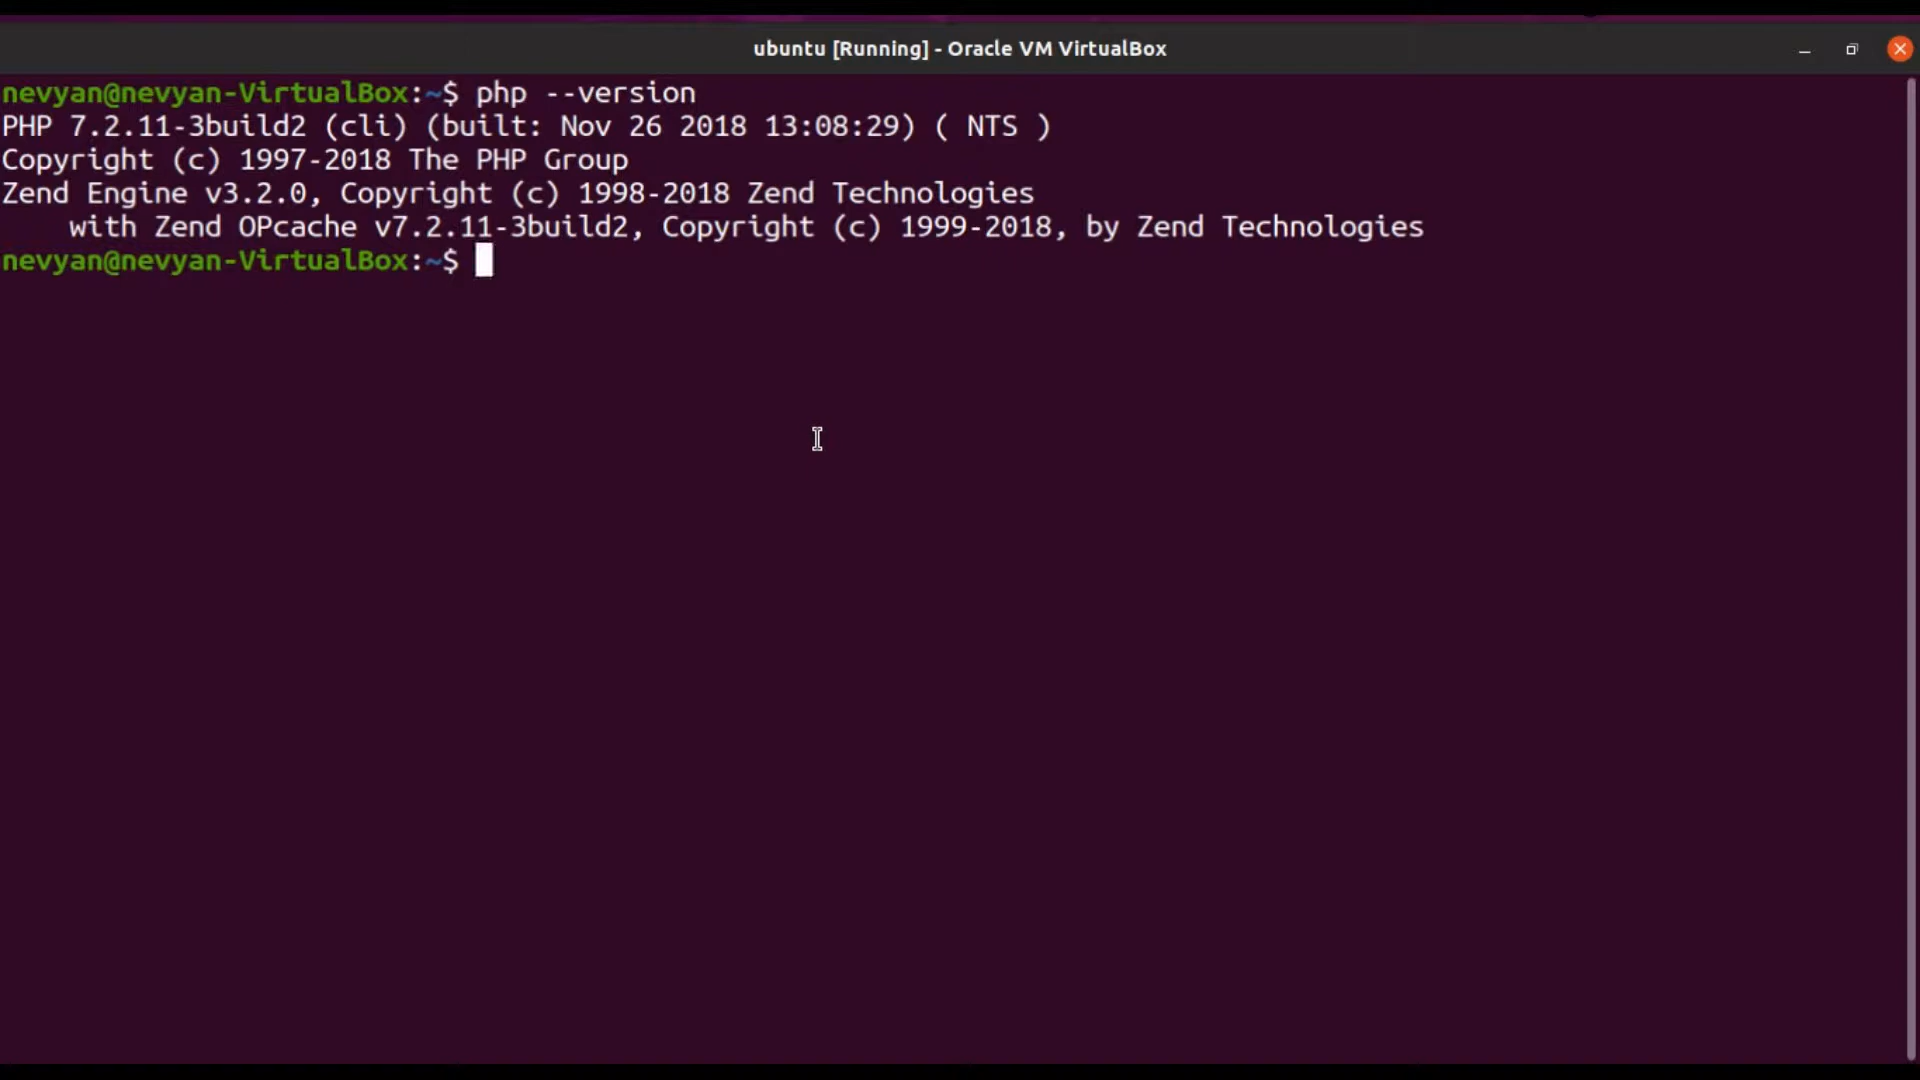 ubuntu [Running] - Oracle VM VirtualBox
nevyan@nevyan-VirtualBox:~$ php --version
PHP 7.2.11-3build2 (cli) (built: Nov 26 2018 13:08:29) ( NTS )
Copyright (c) 1997-2018 The PHP Group
Zend Engine v3.2.0, Copyright (c) 1998-2018 Zend Technologies
    with Zend OPcache v7.2.11-3build2, Copyright (c) 1999-2018, by Zend Technologies
nevyan@nevyan-VirtualBox:~$